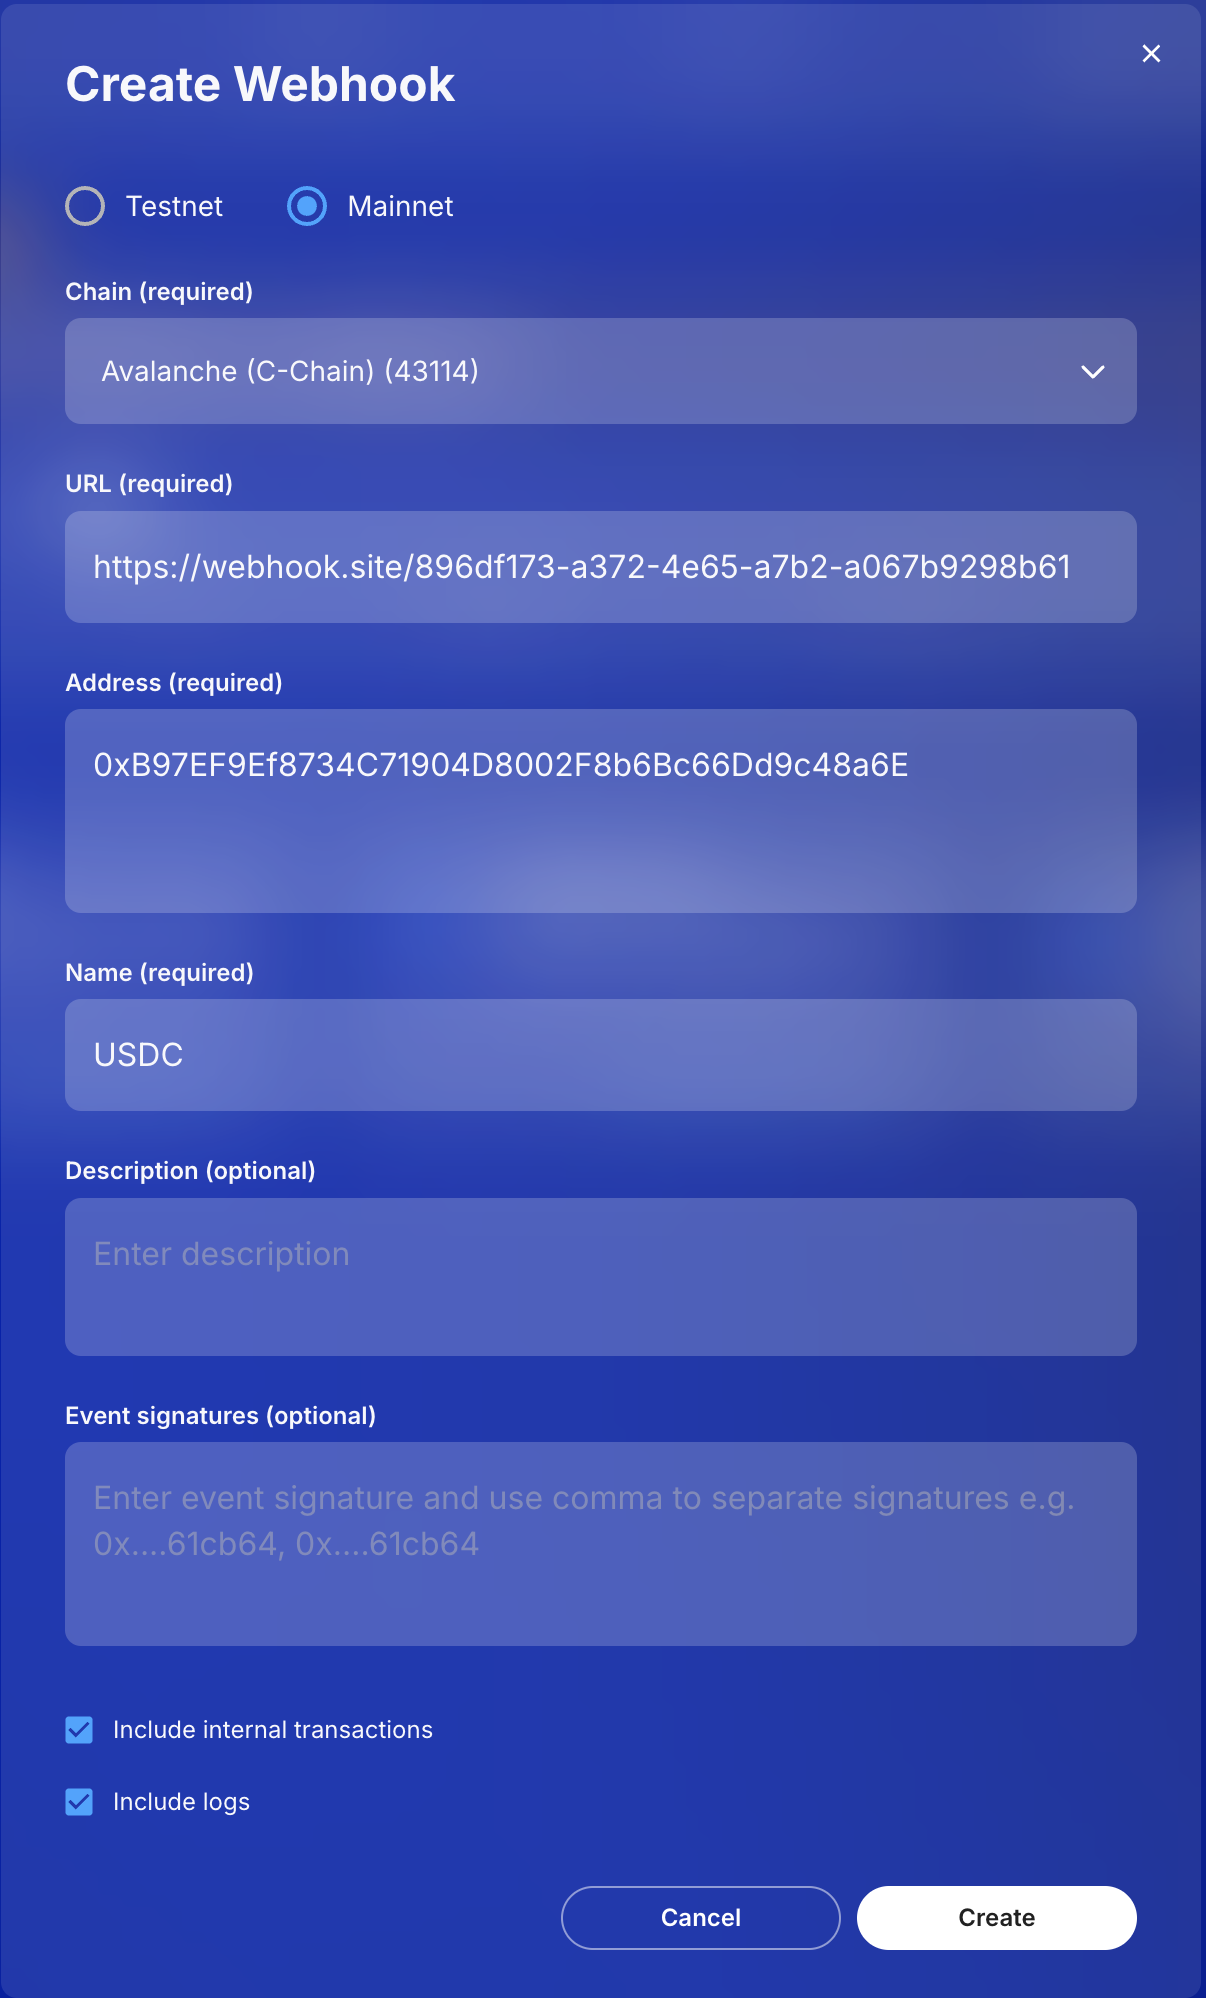 Create Webhook
Testnet
Mainnet
Chain (required)
Avalanche (C-Chain) (43114)
URL (required)
https://webhook.site/896df173-a372-4e65-a7b2-a067b9298b61
Address (required)
0xB97EF9Ef8734C71904D8002F8b6Bc66Dd9c48a6E
Name (required)
USDC
Description (optional)
Enter description
Event signatures (optional)
Enter event signature and use comma to separate signatures e.g.
0x....61cb64, 0x....61cb64
Include internal transactions
Include logs
Cancel
Create